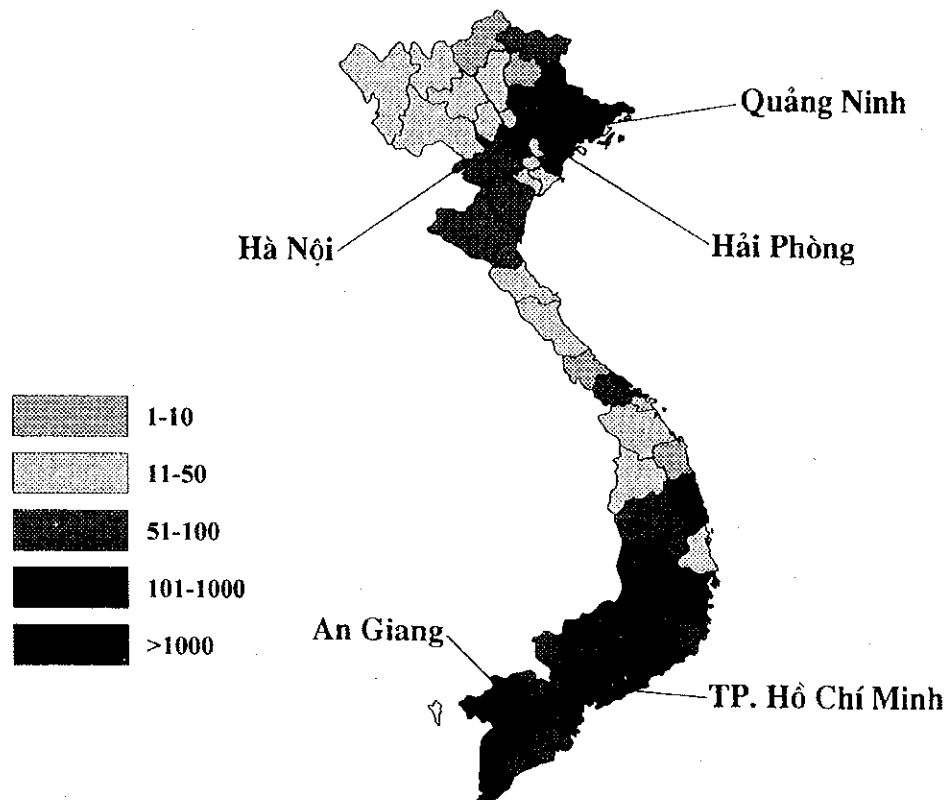 Quảng Ninh
Hà Nội
Hải Phòng
1-10
11-50
51-100
101-1000
>1000
An Giang
TP. Hồ Chí Minh